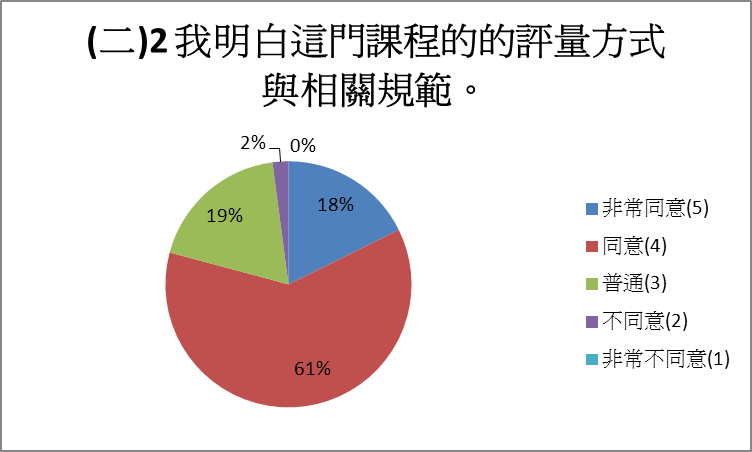 (二)2 我明白這門課程的的評量方式
與相關規範。
2%
0%
18%
19%
61%
非常同意(5)
同意(4)
普通(3)
不同意(2)
非常不同意(1)